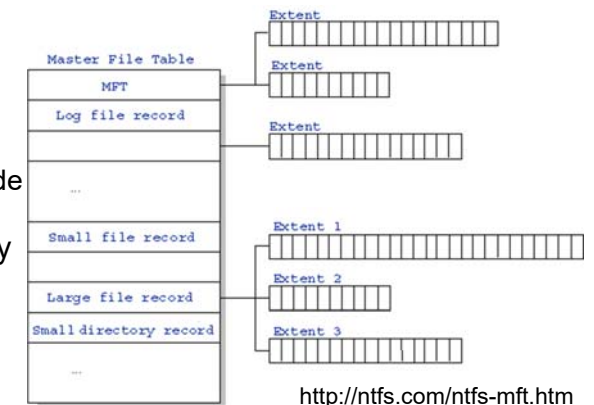 Extent
Master File Table
MFT
Extent
Log file record
Extent
...
de
Small file record
y
Extent 1
Large file record
Extent 2
Small directory record
Extent 3
...
http://ntfs.com/ntfs-mft.htm